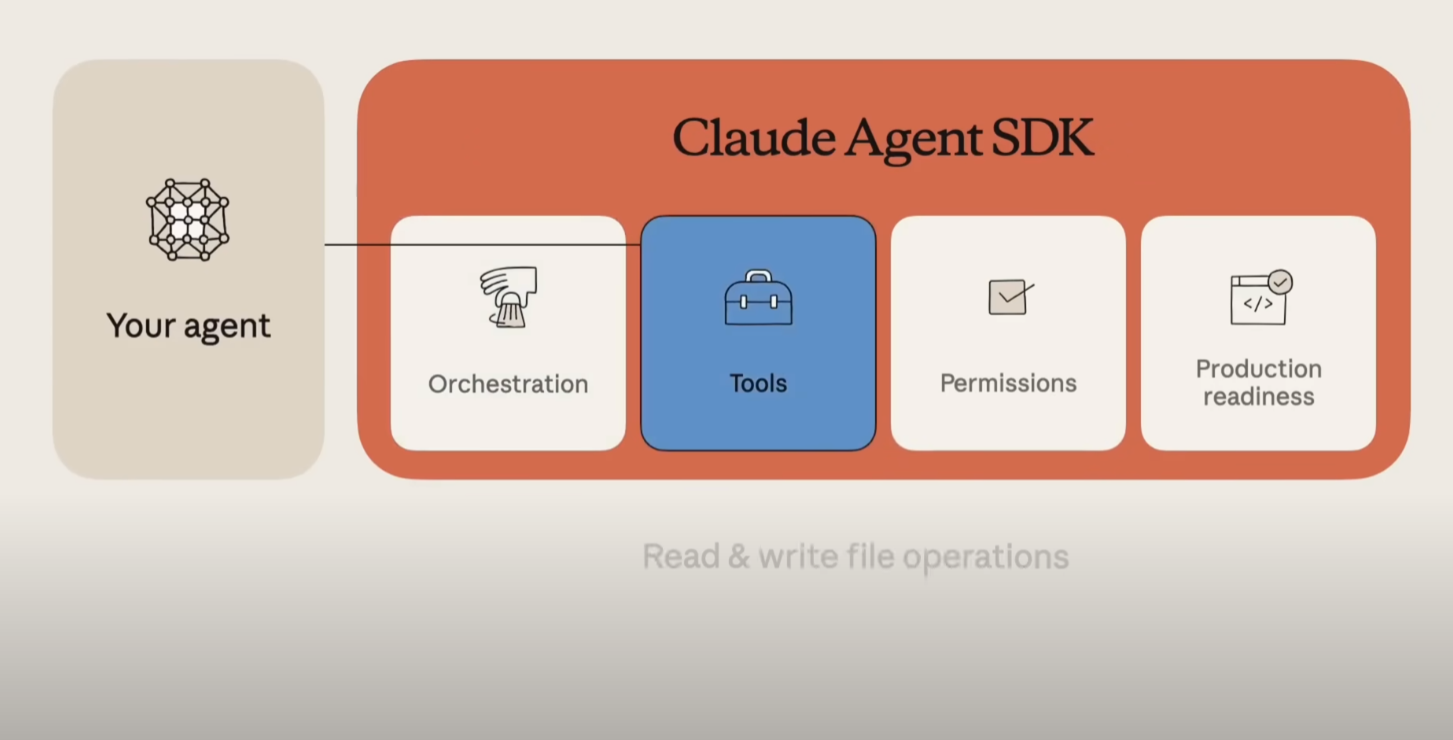 Claude Agent SDK
Your agent
Orchestration
Tools
Permissions
Production
readiness
</>
Read & write file operations